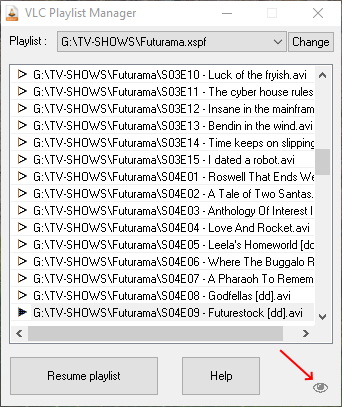 VLC Playlist Manager
Playlist : G:\TV-SHOWS\Futurama.xspf Change
G:\TV-SHOWS\Futurama\S03E10 - Luck of the fryish.avi
G:\TV-SHOWS\Futurama\S03E11 - The cyber house rules
G:\TV-SHOWS\Futurama\S03E12 - Insane in the mainfram
G:\TV-SHOWS\Futurama\S03E13 - Bendin in the wind.avi
G:\TV-SHOWS\Futurama\S03E14 - Time keeps on slipping
G:\TV-SHOWS\Futurama\S03E15 - I dated a robot.avi
G:\TV-SHOWS\Futurama\S04E01 - Roswell That Ends We
G:\TV-SHOWS\Futurama\S04E02 - A Tale of Two Santas.
G:\TV-SHOWS\Futurama\S04E03 - Anthology Of Interest I
G:\TV-SHOWS\Futurama\S04E04 - Love And Rocket.avi
G:\TV-SHOWS\Futurama\S04E05 - Leela's Homeworld [dd
G:\TV-SHOWS\Futurama\S04E06 - Where The Buggalo R
G:\TV-SHOWS\Futurama\S04E07 - A Pharaoh To Remem
G:\TV-SHOWS\Futurama\S04E08 - Godfellas [dd].avi
G:\TV-SHOWS\Futurama\S04E09 - Futurestock [dd].avi
Resume playlist Help